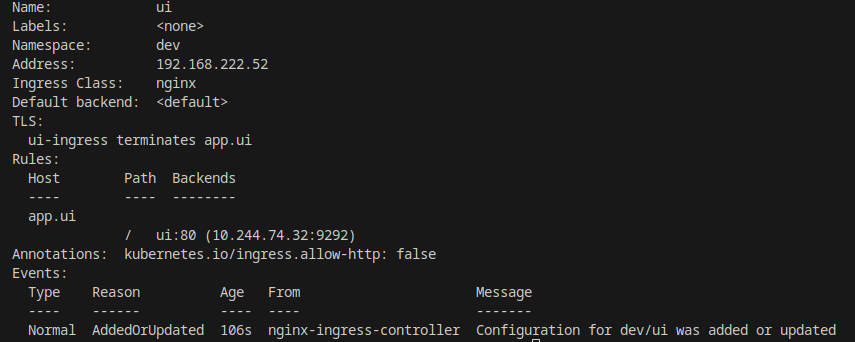 Name: ui
Labels: <none>
Namespace: dev
Address: 192.168.222.52
Ingress Class: nginx
Default backend: <default>
TLS:
ui-ingress terminates app.ui
Rules:
Host Path Backends
---- ---- --------
app.ui
/ ui:80 (10.244.74.32:9292)
Annotations: kubernetes.io/ingress.allow-http: false
Events:
Type Reason Age From Message
---- ------ ---- ---- -------
Normal AddedOrUpdated 106s nginx-ingress-controller Configuration for dev/ui was added or updated